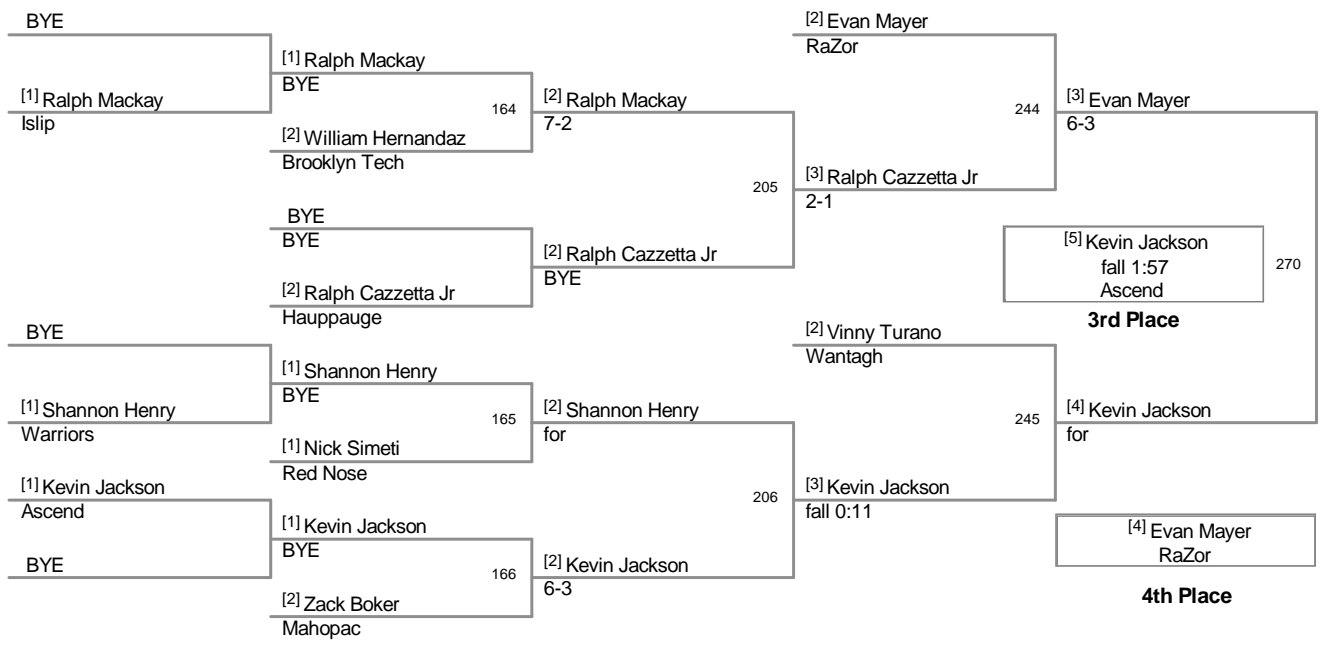 BYE
[1] Ralph Mackay
Islip
BYE
[1] Shannon Henry
Warriors
[1] Kevin Jackson
Ascend
BYE
[1] Ralph Mackay
BYE
164
[2] William Hernandaz
Brooklyn Tech
BYE
BYE
[2] Ralph Cazzetta Jr
Hauppauge
[1] Shannon Henry
BYE
165
[1] Nick Simeti
Red Nose
[1] Kevin Jackson
BYE
166
[2] Zack Boker
Mahopac
[2] Ralph Mackay
7-2
205
[2] Ralph Cazzetta Jr
BYE
[2] Shannon Henry
for
206
[2] Kevin Jackson
6-3
[2] Evan Mayer
RaZor
244
[3] Ralph Cazzetta Jr
2-1
[2] Vinny Turano
Wantagh
245
[3] Kevin Jackson
fall 0:11
[3] Evan Mayer
6-3
[5] Kevin Jackson
fall 1:57
Ascend
270
3rd Place
[4] Kevin Jackson
for
[4] Evan Mayer
RaZor
4th Place